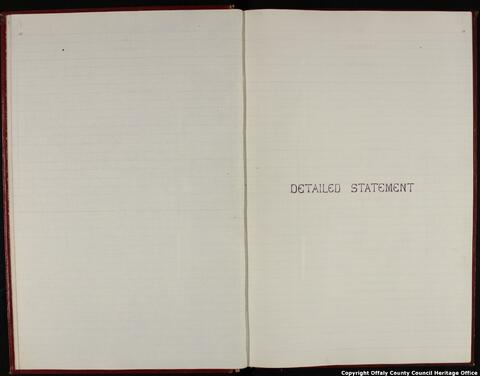 DETAILED STATEMENT
Copyright Offaly County Council Heritage Office